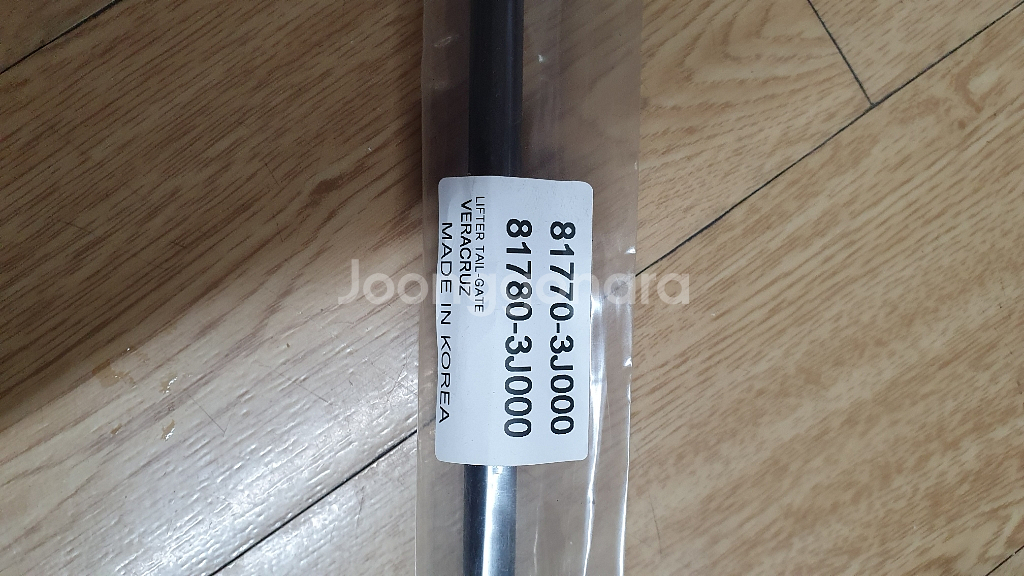 81770-3J000
81780-3J000
LIFTER TAIL-GATE
VERACRUZ
MADE IN KOREA
Joongonara